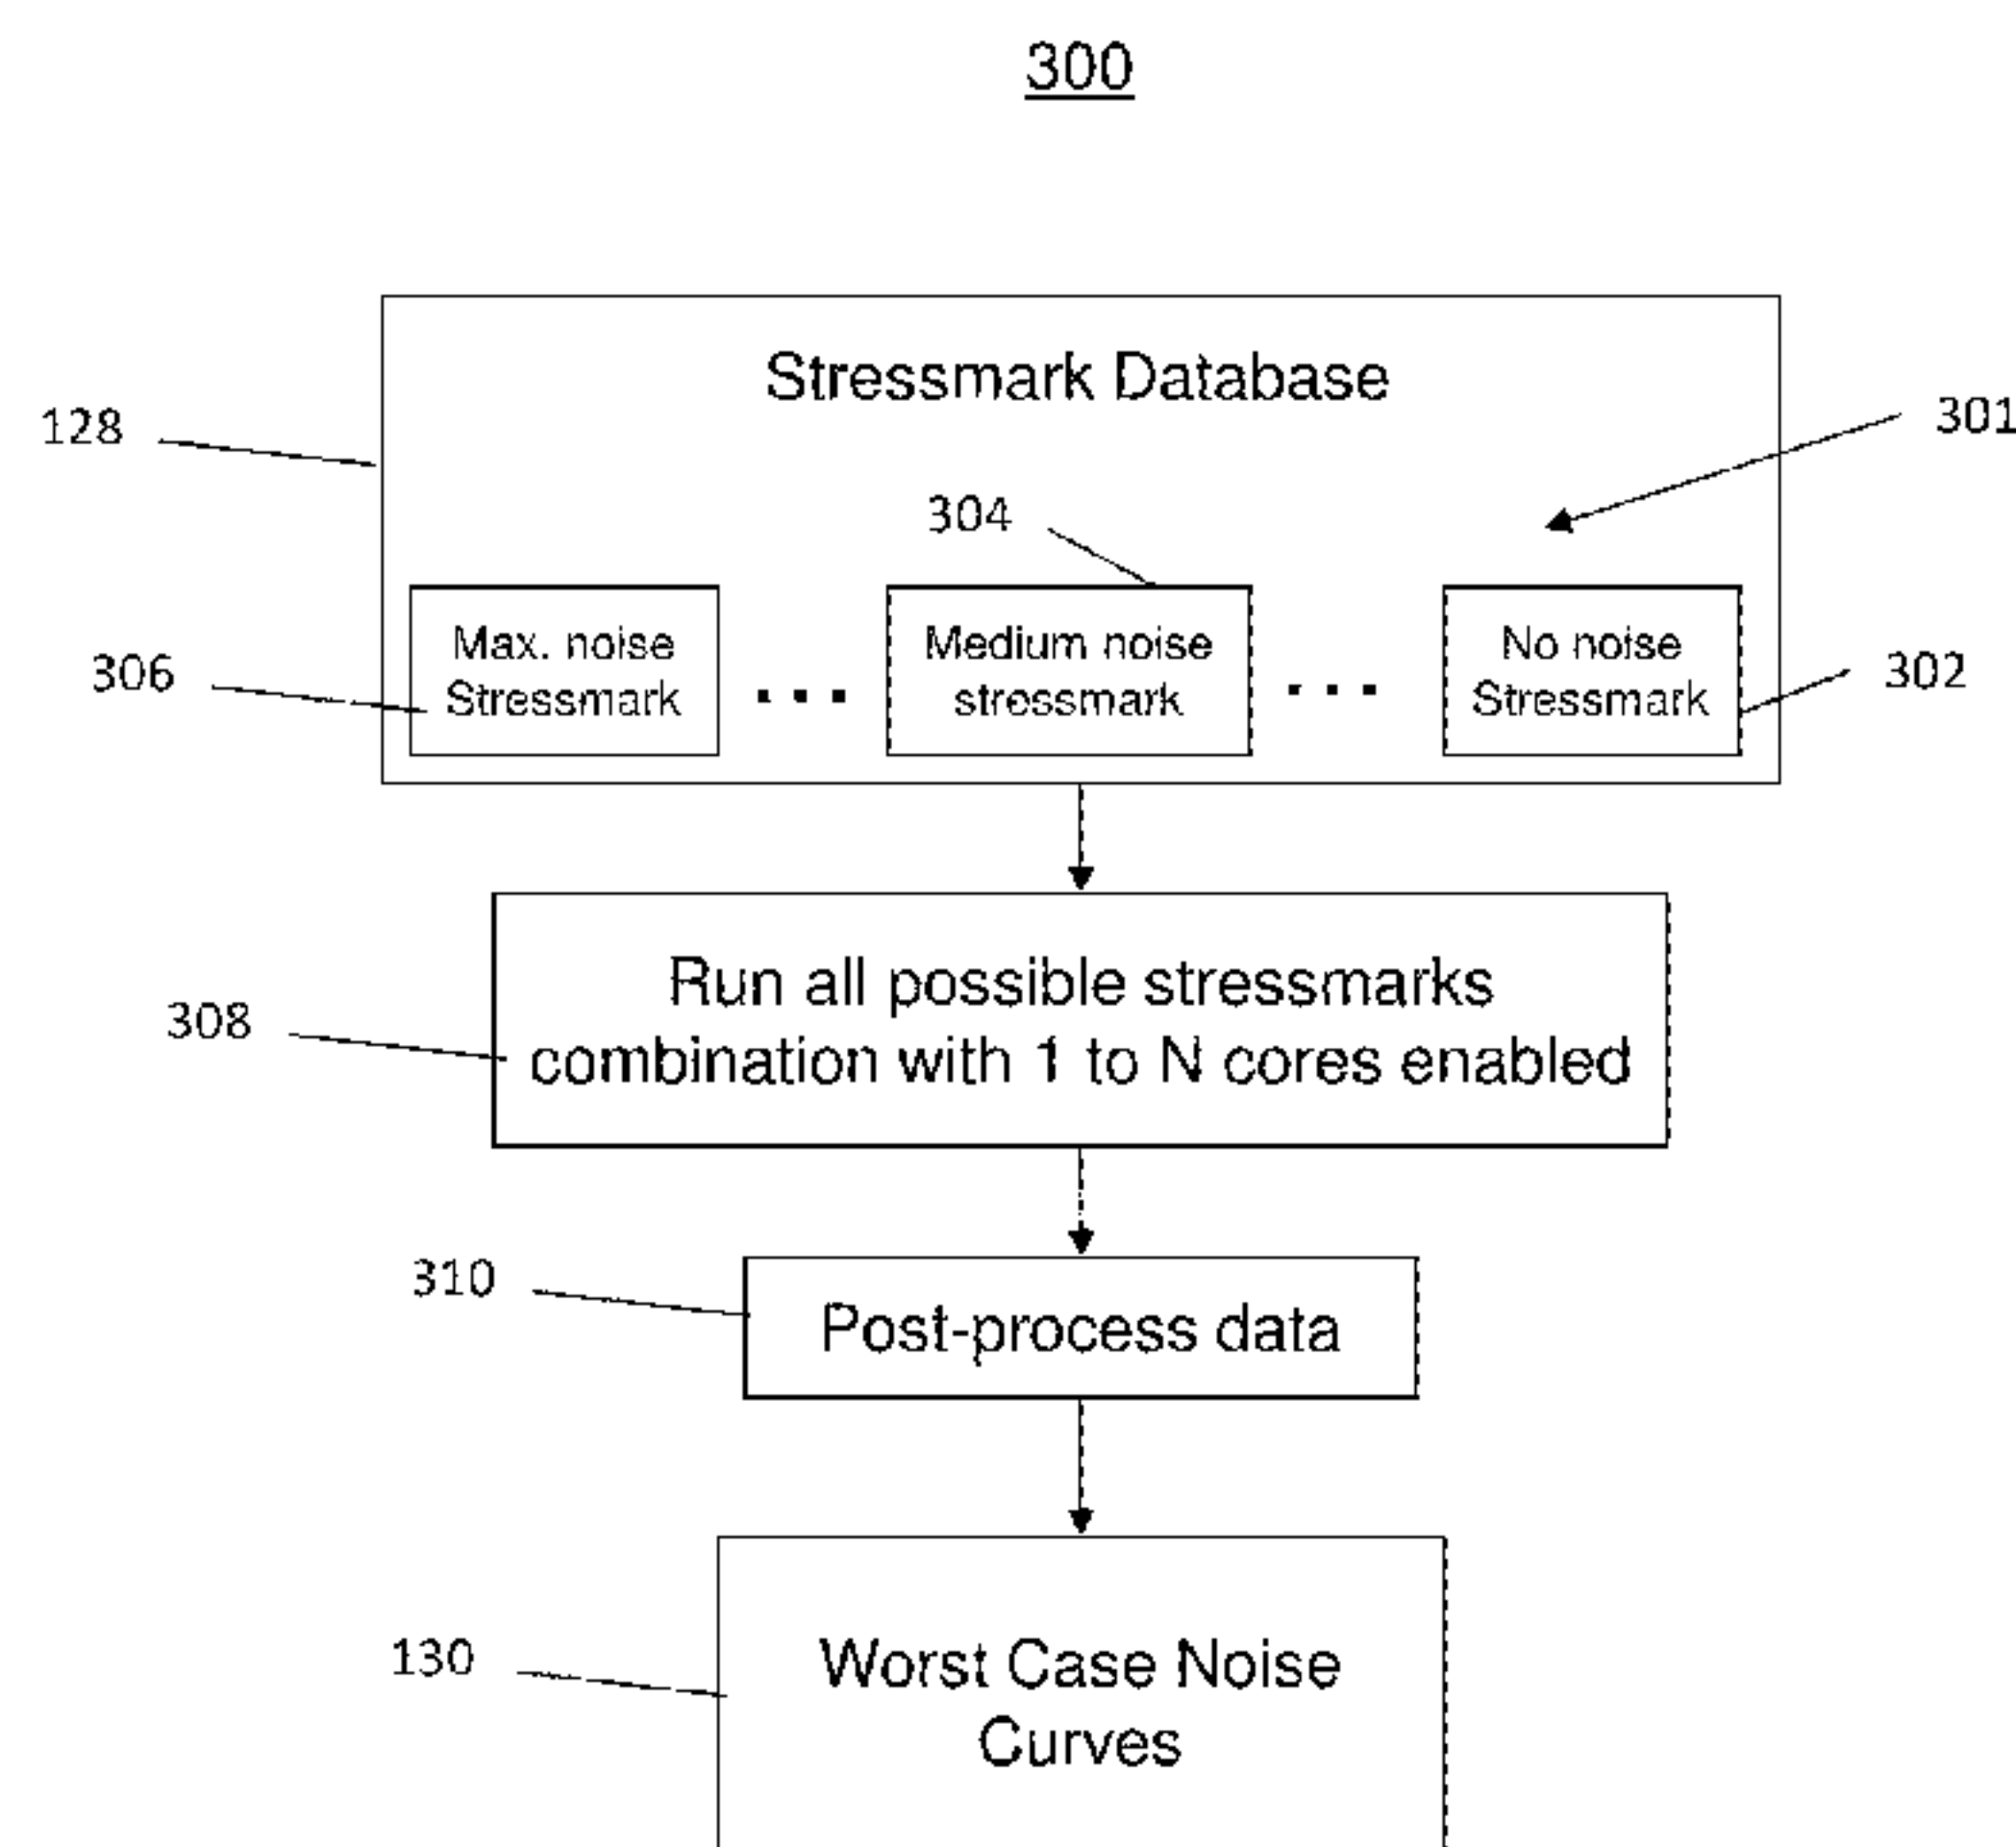 300
Stressmark Database
128
301
304
Max. noise
Stressmark
Medium noise
stressmark
No noise
Stressmark
306
302
Run all possible stressmarks
combination with 1 to N cores enabled
308
310
Post-process data
130
Worst Case Noise
Curves